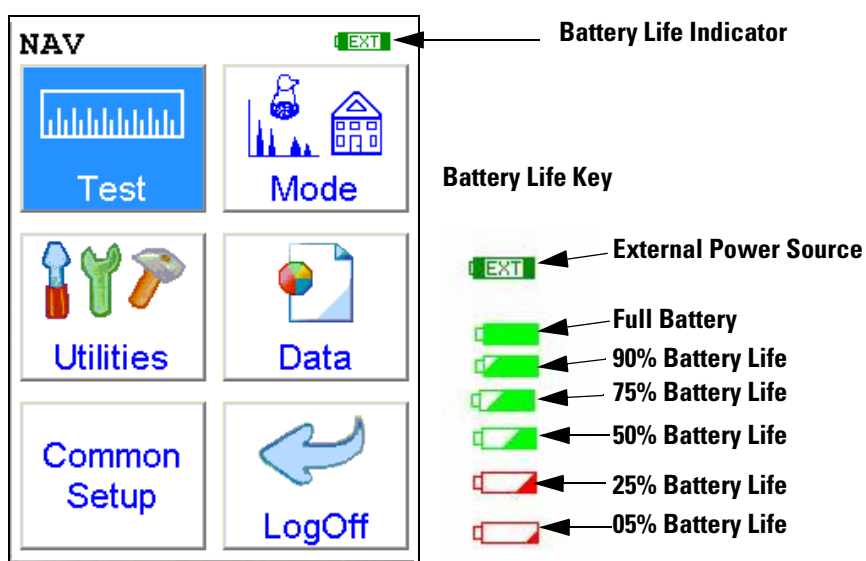 NAV
EXT
Battery Life Indicator
Test
Mode
Utilities
Data
Common
Setup
LogOff
Battery Life Key
EXT
External Power Source
Full Battery
90% Battery Life
75% Battery Life
50% Battery Life
25% Battery Life
05% Battery Life